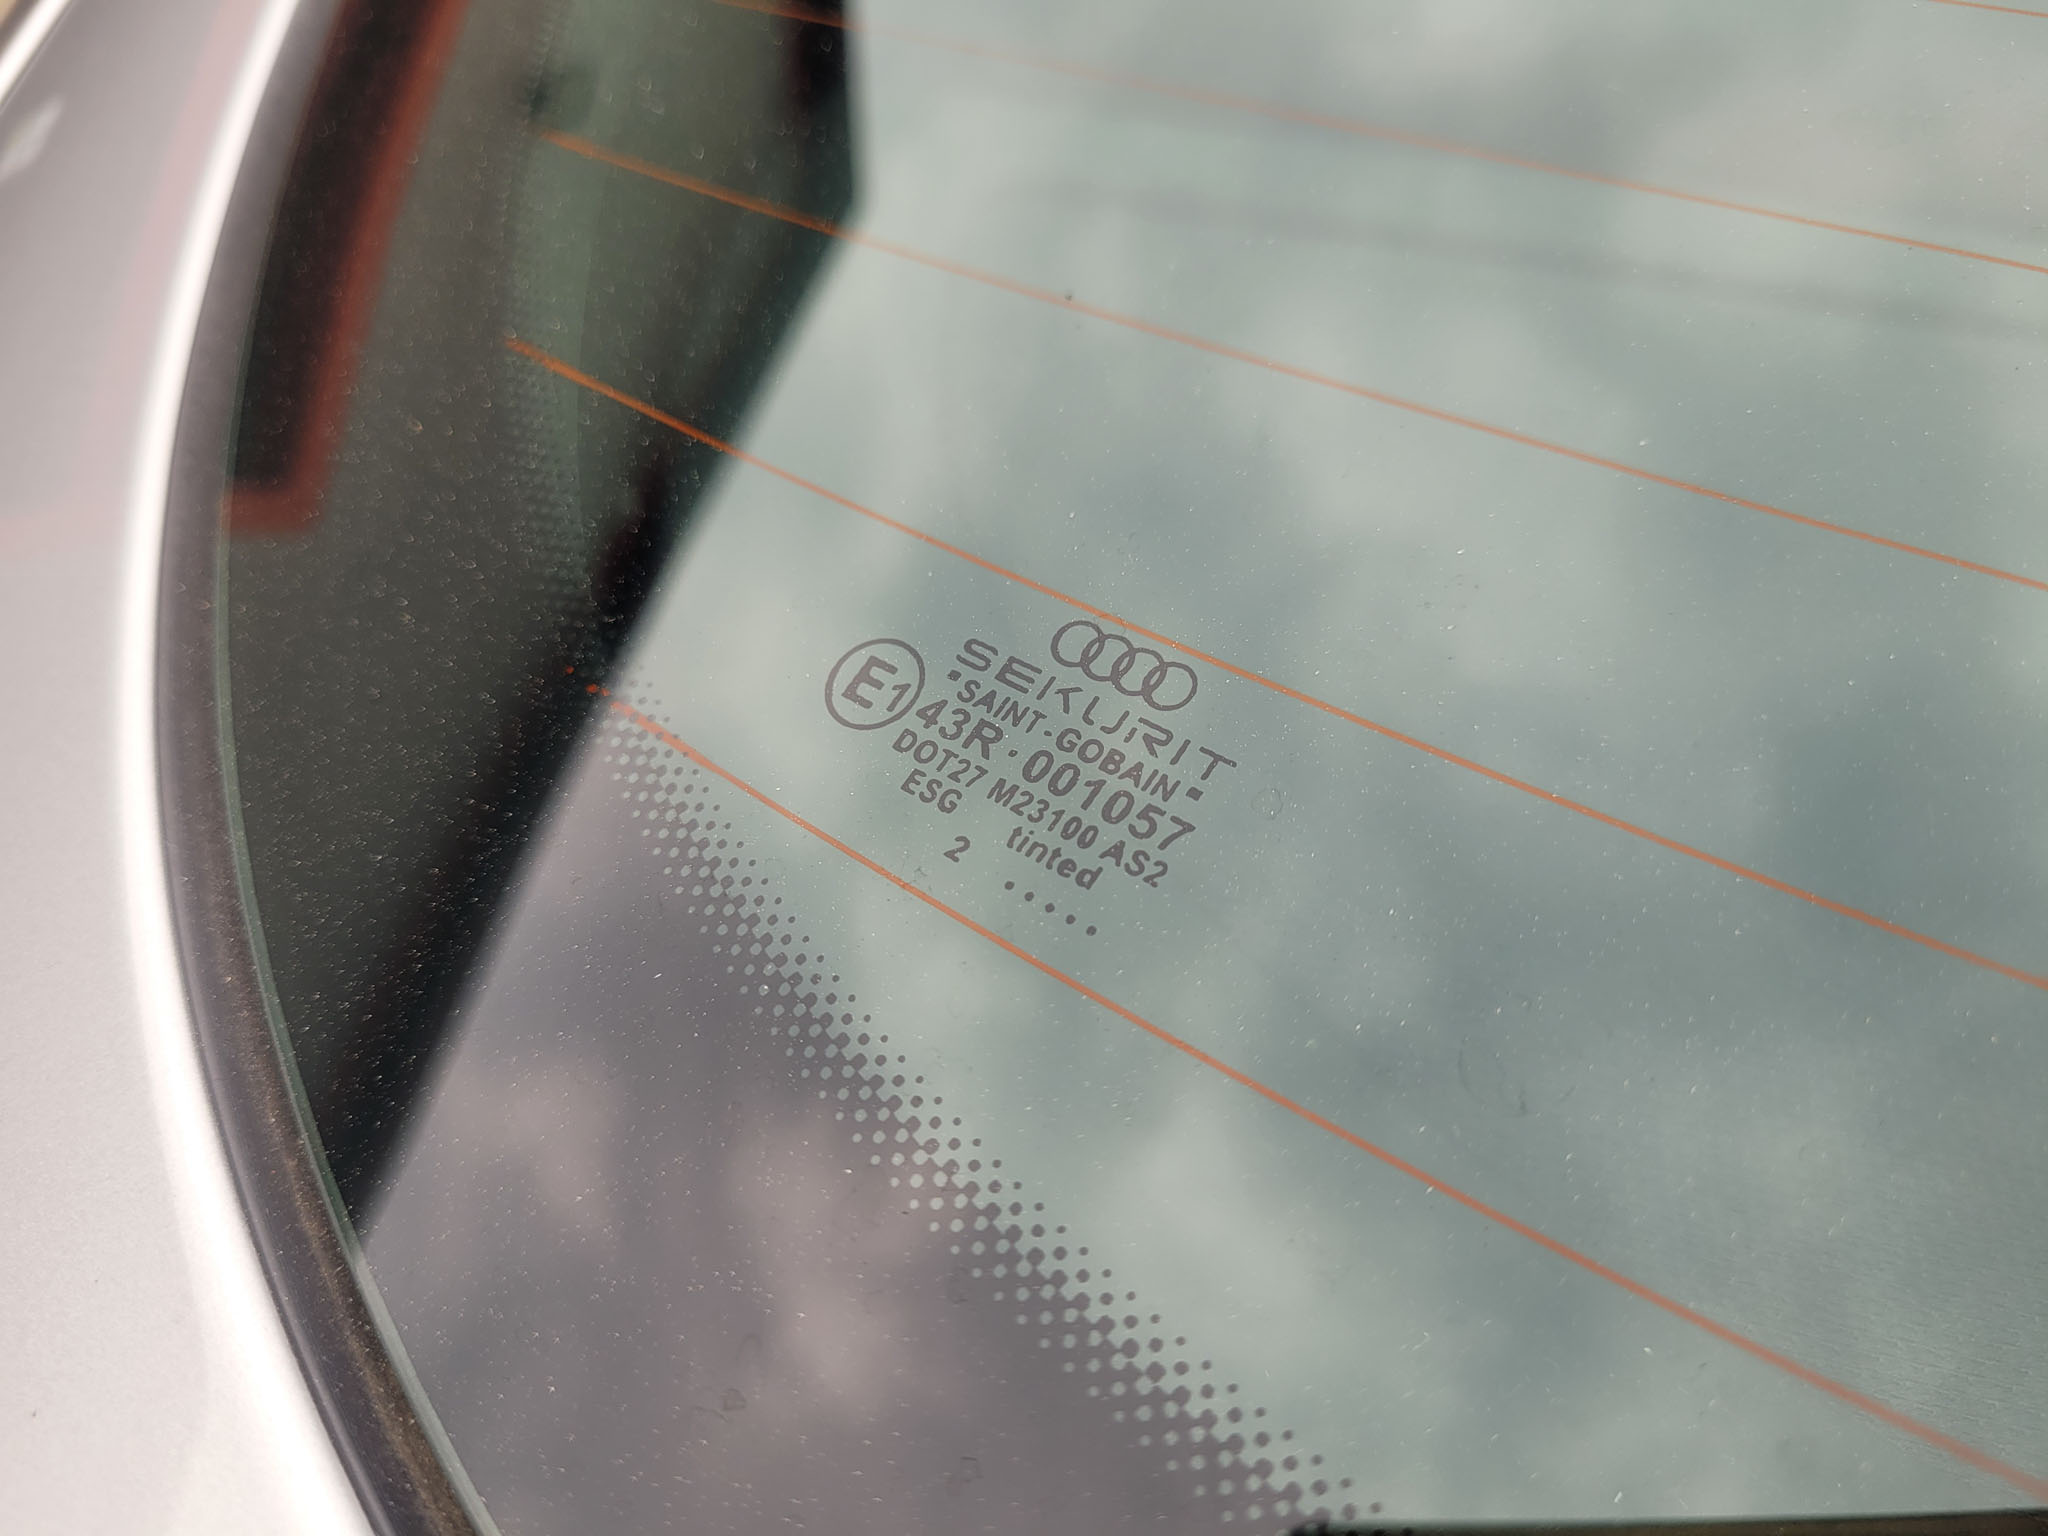 SEKURIT
"SAINT-GOBAIN"
E1 43R·001057
DOT27 M23100 AS2
ESG tinted
2 .....